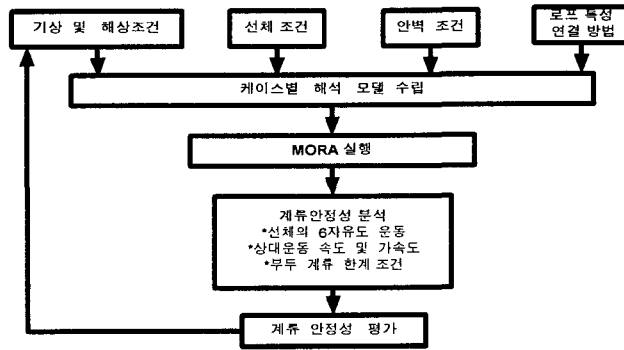 기상 및 해상조건
선체 조건
안벽 조건
로프 특성
연결 방법
케이스별 해석 모델 수립
MORA 실행
계류안정성 분석
*선체의 6자유도 운동
*상대운동 속도 및 가속도
*부두 계류 한계 조건
계류 안정성 평가